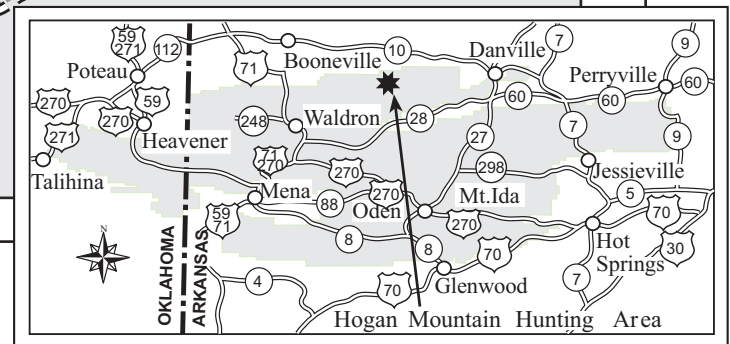 59
271
112
71
10
7
9
Booneville
Danville
Poteau
Perryville
270
59
60
60
60
270
248
Waldron
28
271
Heavener
27
7
9
Talihina
71
270
270
298
Jessieville
Mena
88
270
Oden
Mt.Ida
5
59
71
270
70
8
8
70
Hot
Springs
30
N
OKLAHOMA
ARKANSAS
4
70
Glenwood
7
Hogan Mountain Hunting Area